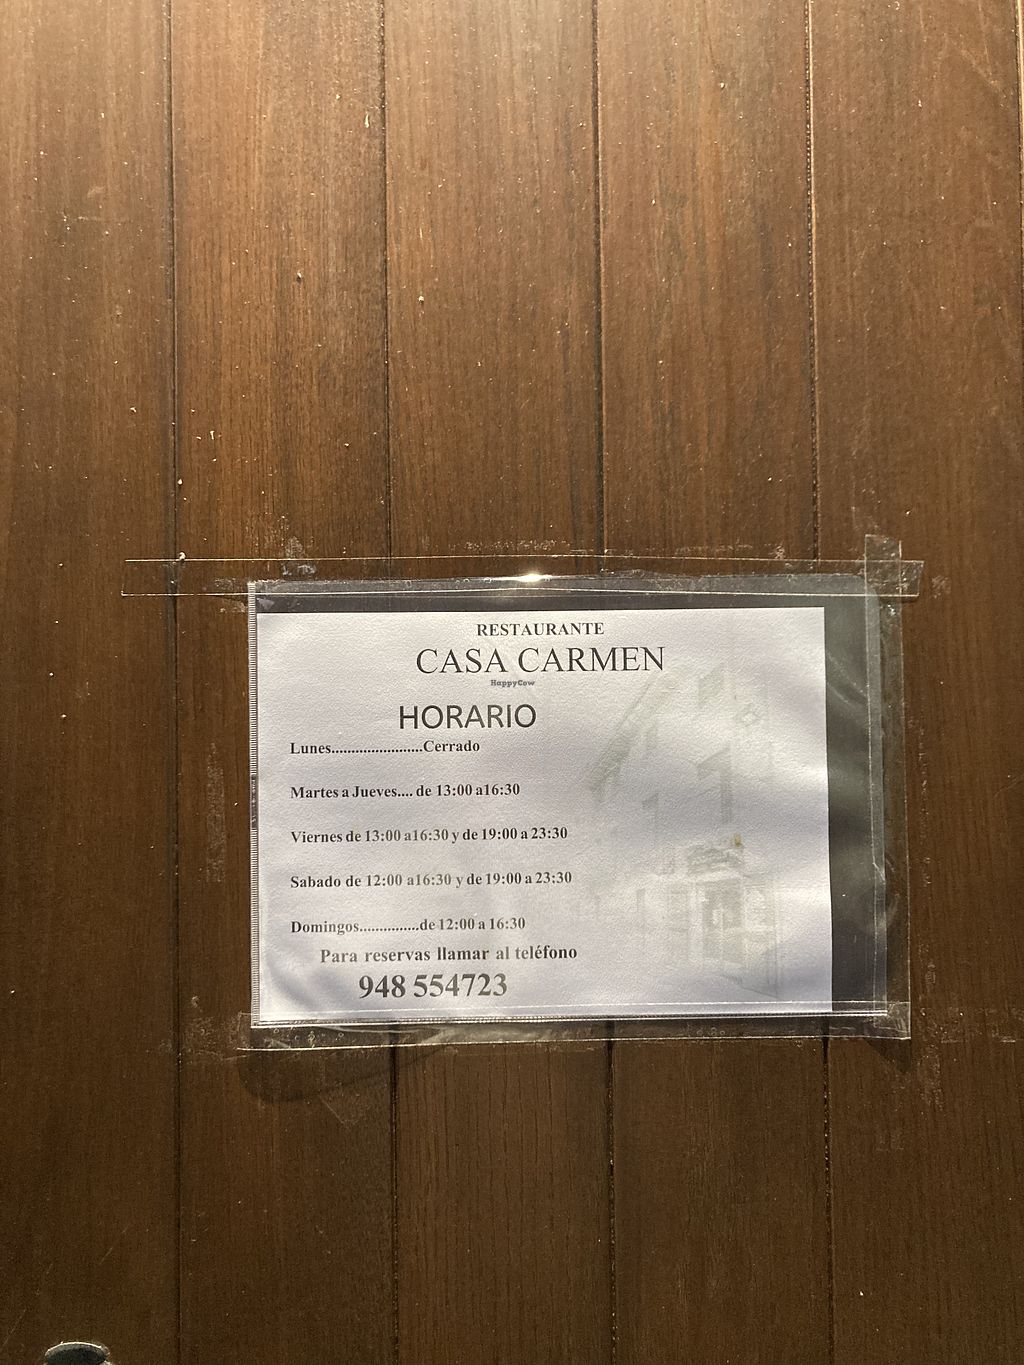 RESTAURANTE
CASA CARMEN
HappyCow
HORARIO
Lunes.......................Cerrado
Martes a Jueves.... de 13:00 a16:30
Viernes de 13:00 a16:30 y de 19:00 a 23:30
Sabado de 12:00 a16:30 y de 19:00 a 23:30
Domingos...............de 12:00 a 16:30
Para reservas llamar al teléfono
948 554723